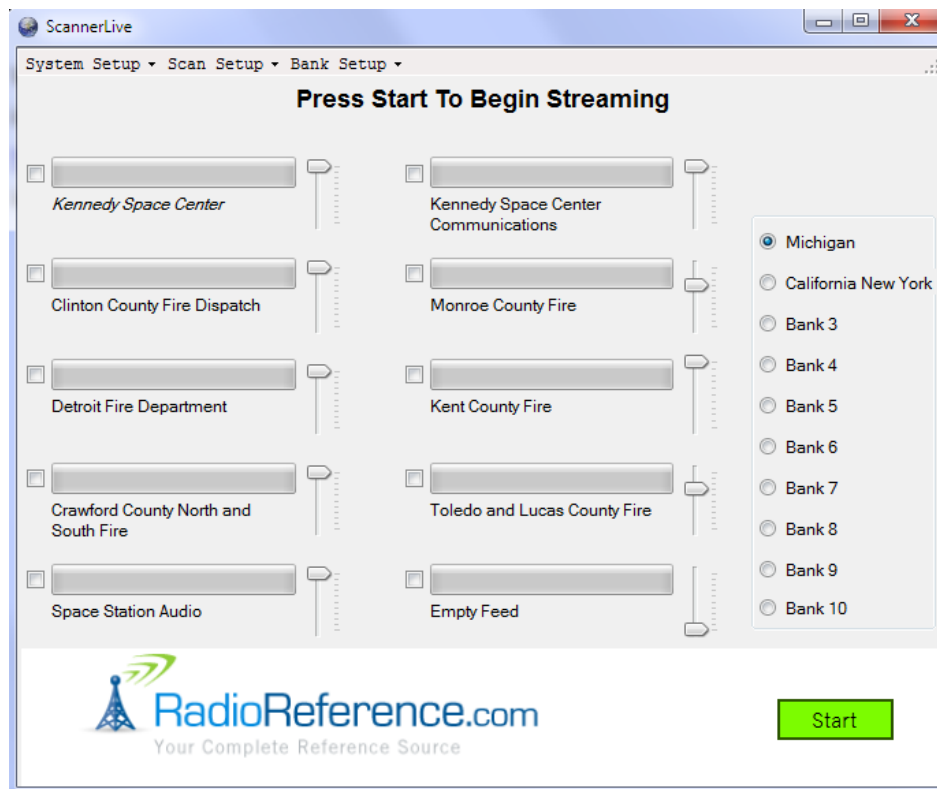 ScannerLive
System Setup Scan Setup Bank Setup
Press Start To Begin Streaming
Kennedy Space Center
Kennedy Space Center
Communications
Clinton County Fire Dispatch
Monroe County Fire
Detroit Fire Department
Kent County Fire
Crawford County North and
South Fire
Toledo and Lucas County Fire
Space Station Audio
Empty Feed
Michigan
California New York
Bank 3
Bank 4
Bank 5
Bank 6
Bank 7
Bank 8
Bank 9
Bank 10
RadioReference.com
Your Complete Reference Source
Start